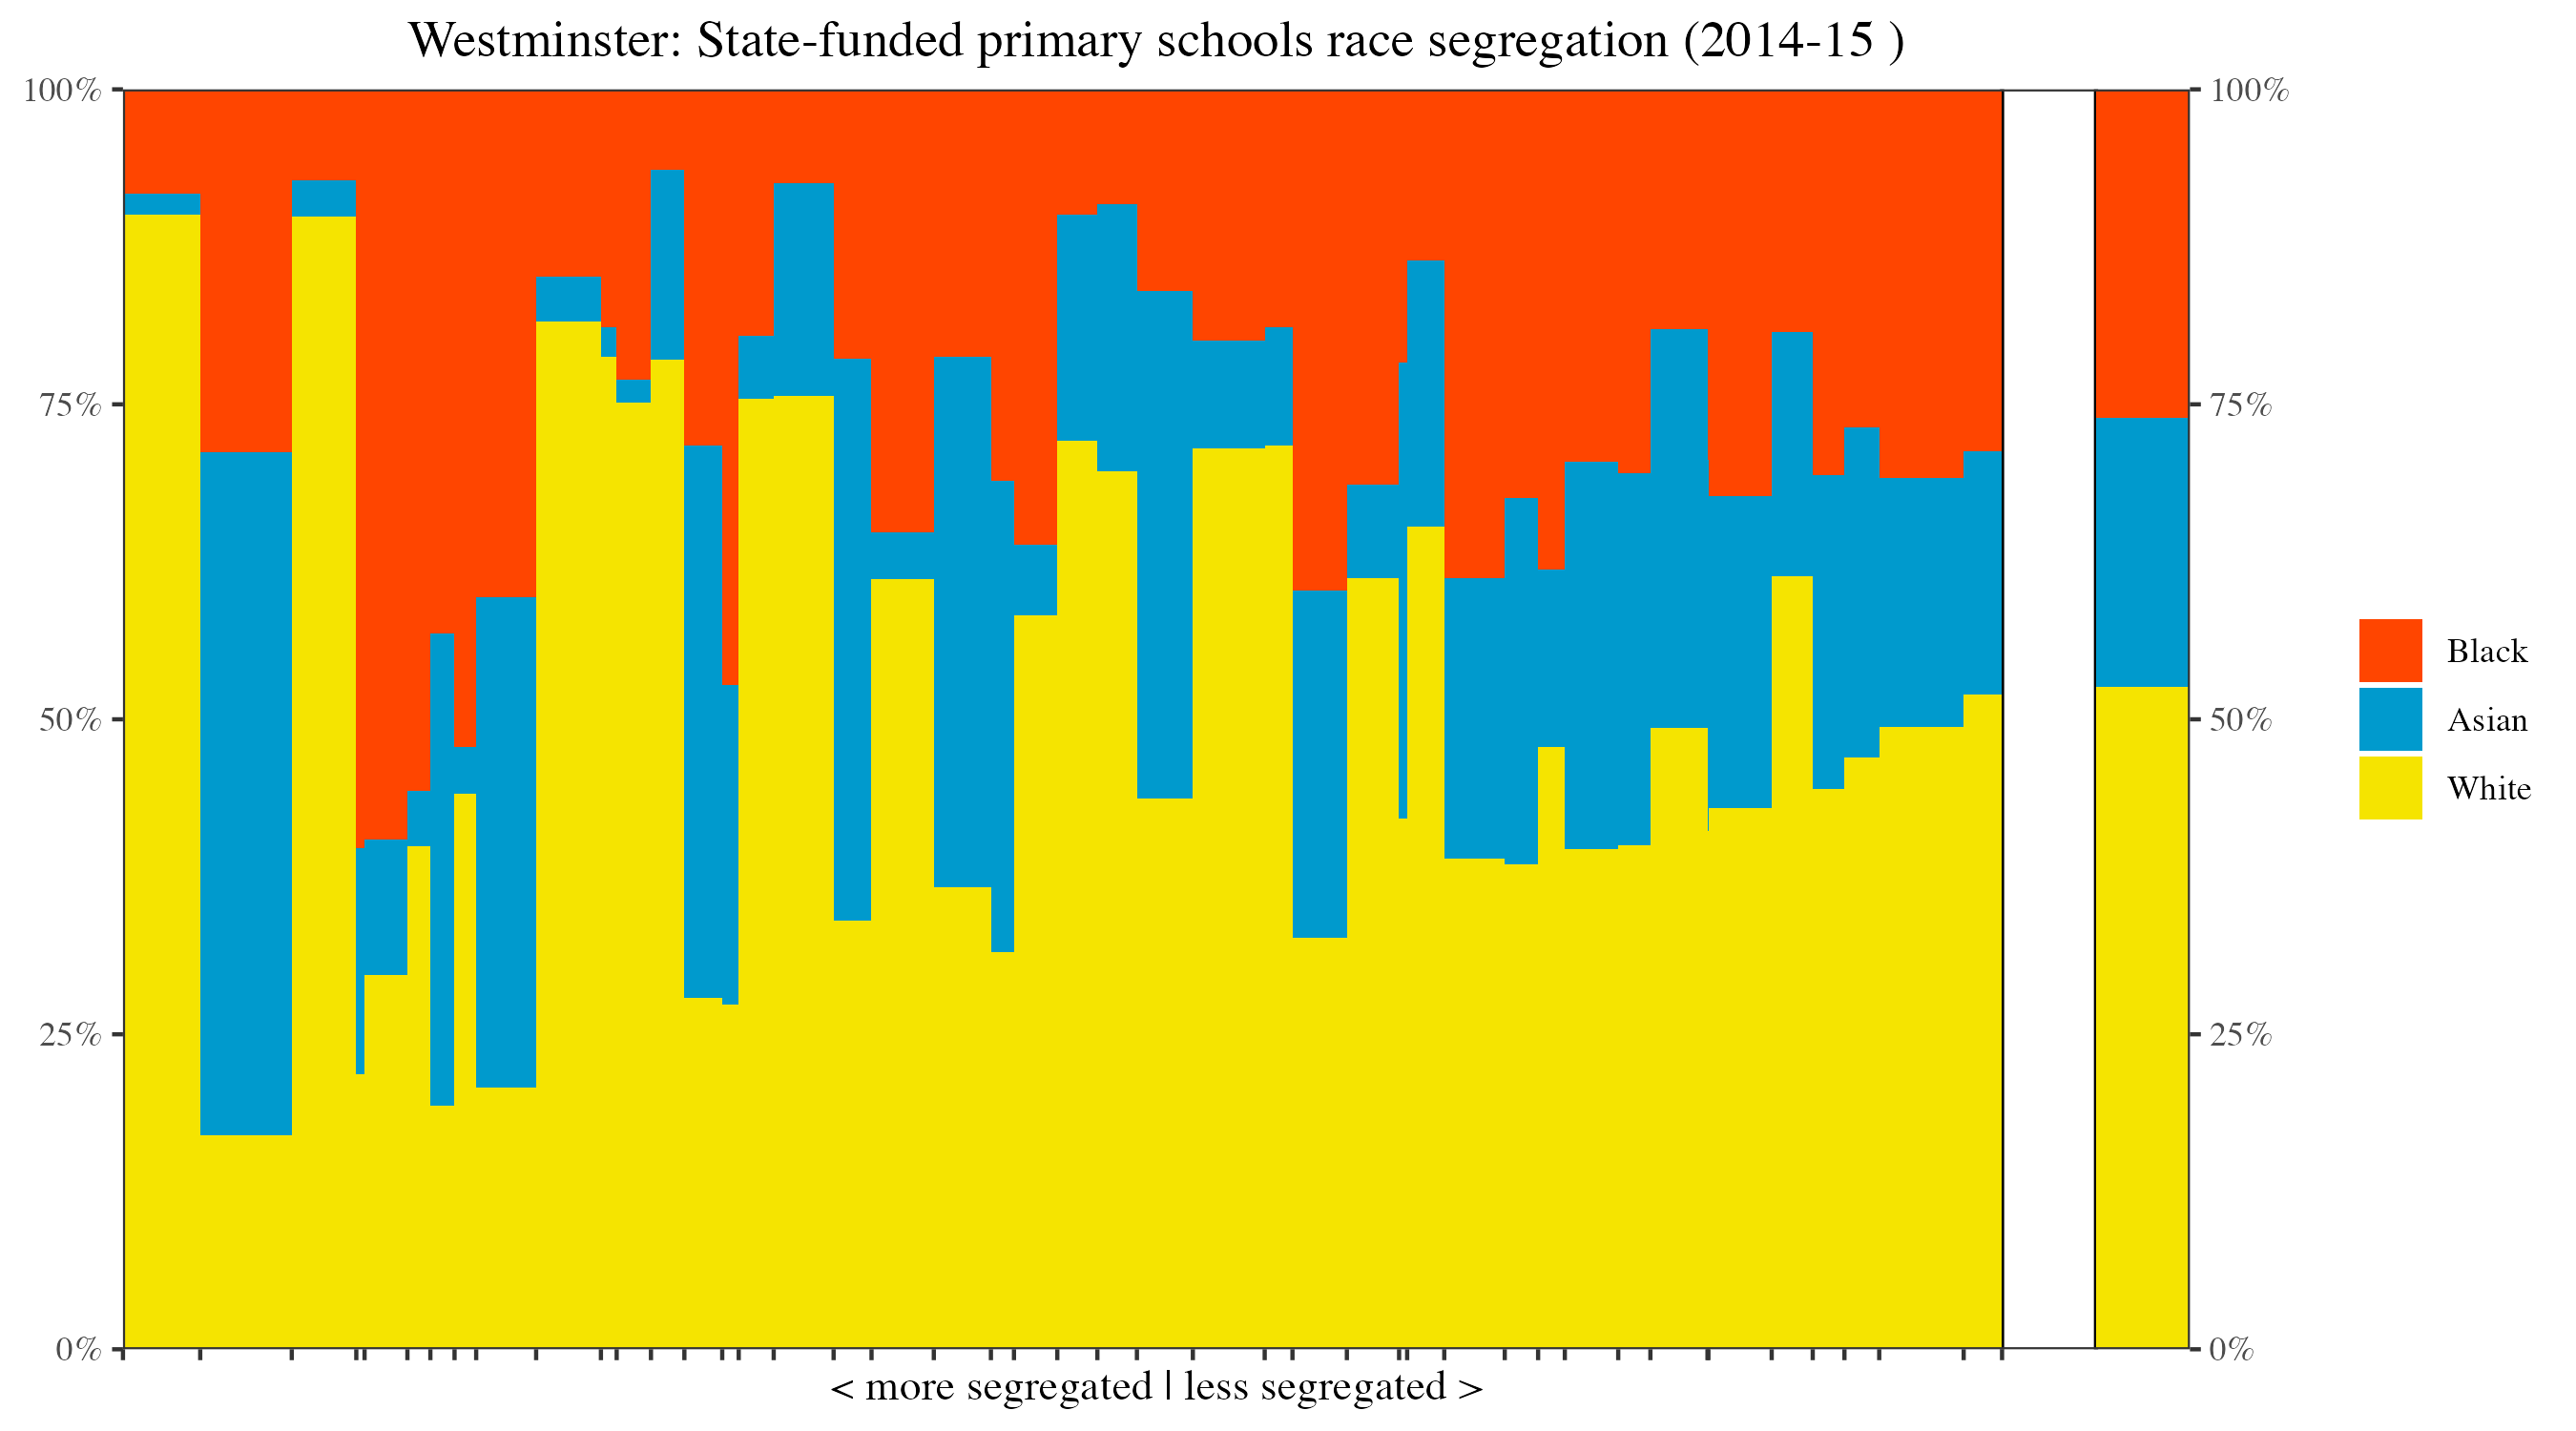 Westminster: State-funded primary schools race segregation (2014-15 )
100%
75%
50%
25%
0%
100%
75%
50%
25%
0%
Black
Asian
White
< more segregated | less segregated >